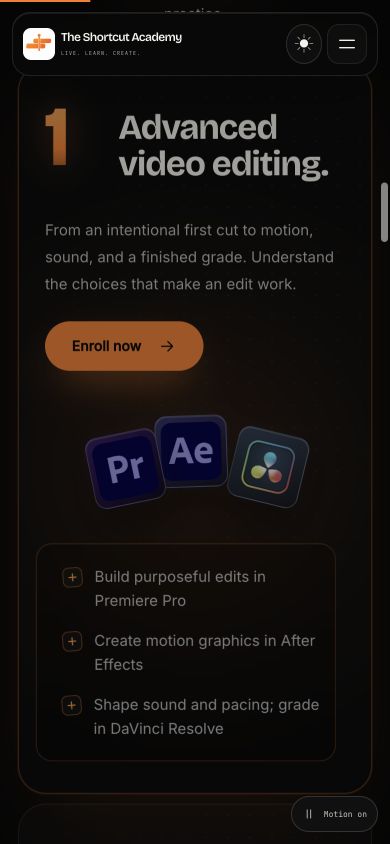 practice
The Shortcut Academy
LIVE. LEARN. CREATE.
1
Advanced
video editing.
From an intentional first cut to motion,
sound, and a finished grade. Understand
the choices that make an edit work.
Enroll now →
Pr
Ae
Build purposeful edits in
Premiere Pro
Create motion graphics in After
Effects
Shape sound and pacing; grade
in DaVinci Resolve
Motion on